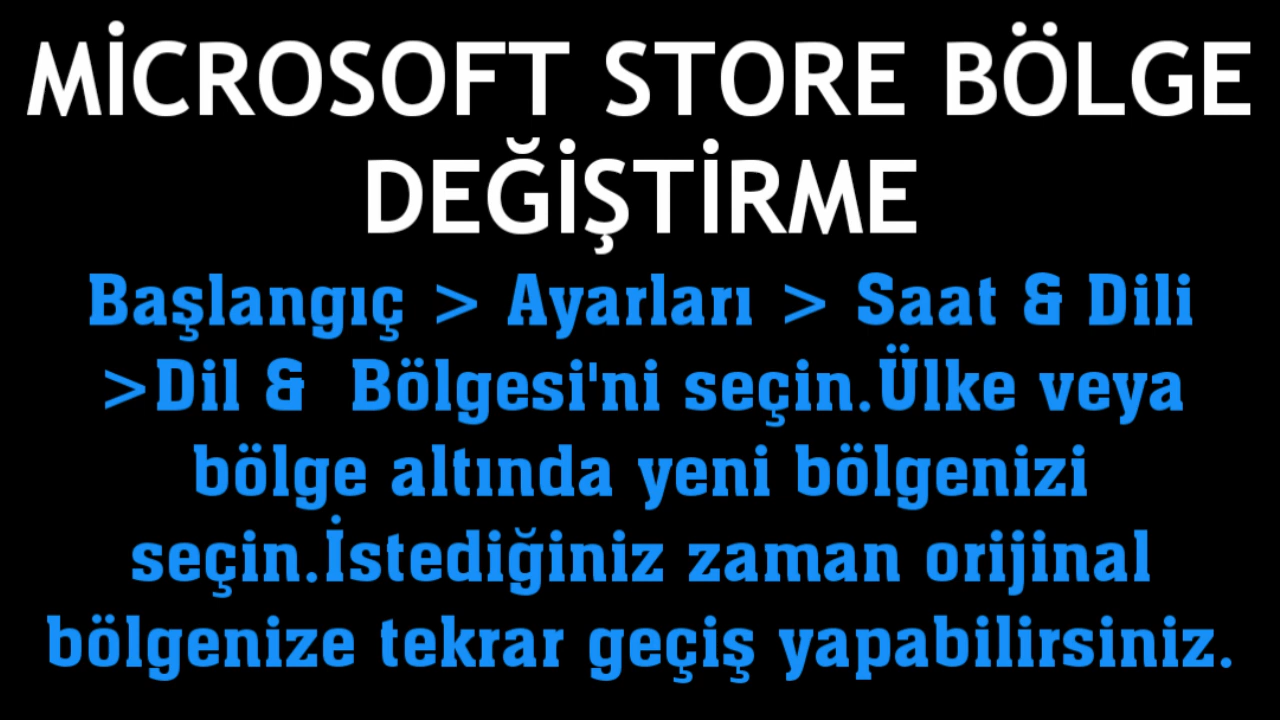 MİCROSOFT STORE BÖLGE
DEĞİŞTİRME
Başlangıç > Ayarları > Saat & Dili
>Dil & Bölgesi'ni seçin.Ülke veya
bölge altında yeni bölgenizi
seçin.İstediğiniz zaman orijinal
bölgenize tekrar geçiş yapabilirsiniz.